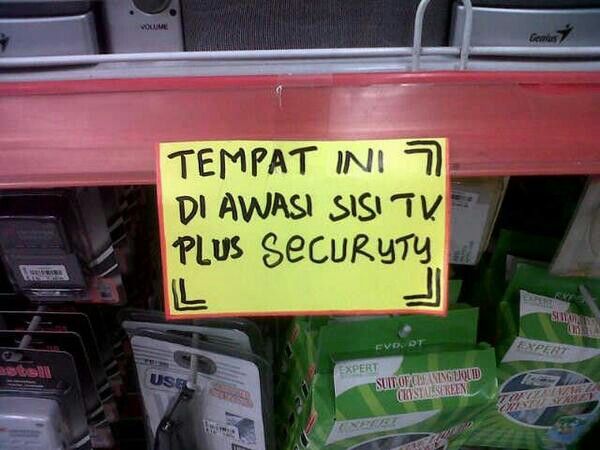 VOLUME
Genius
TEMPAT INI
DI AWASI SISI TV
PLUS SECURYTY
USB
EXPERT
SUIT OF CLEANING LIQUID
CRYSTAL SCREEN
EXPERT
EXPERT